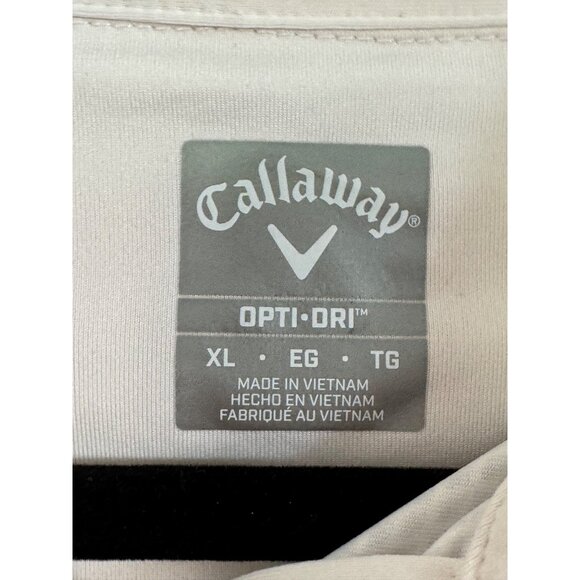 Callaway®
OPTI•DRI™
XL • EG • TG
MADE IN VIETNAM
HECHO EN VIETNAM
FABRIQUÉ AU VIETNAM